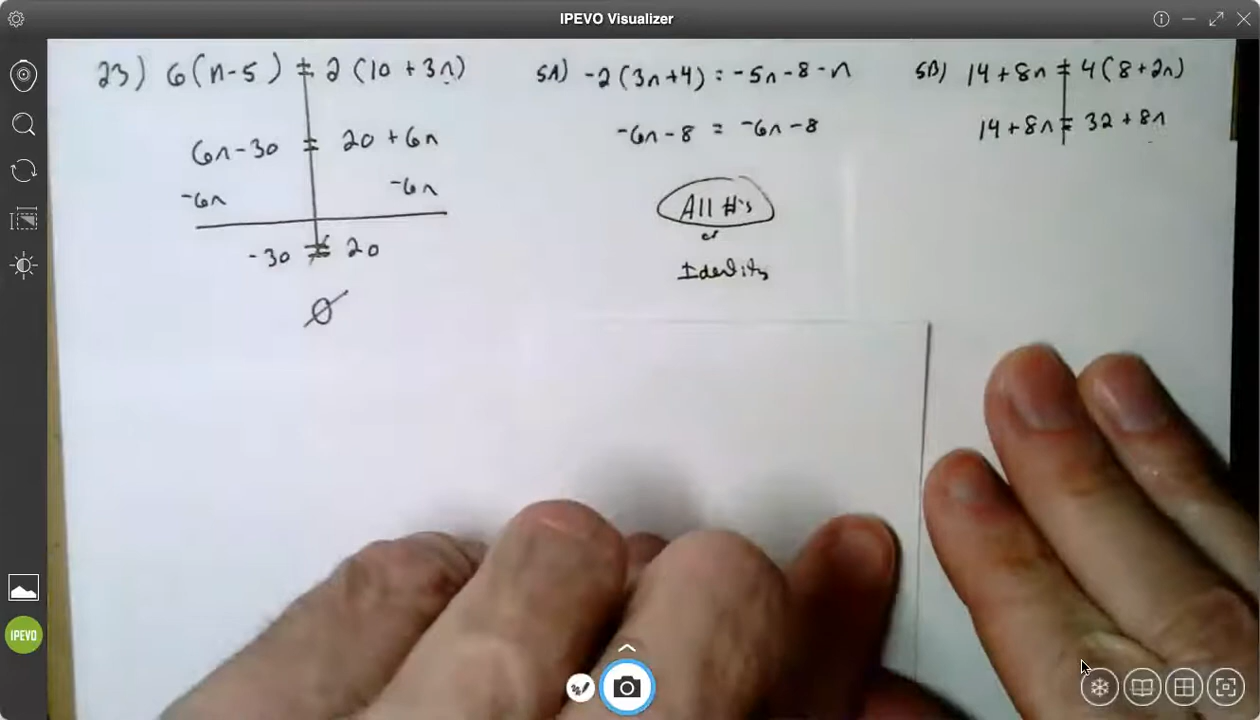 IPEVO Visualizer
23) 6(n-5) = 2(10 + 3n)
6n-30 = 20 + 6n
-6n -6n
-30 ≠ 20
∅
5A) -2(3n+4) = -5n-8-n
-6n-8 = -6n-8
All #'s
or
Identity
5B) 14+8n = 4(8+2n)
14+8n = 32+8n
IPEVO